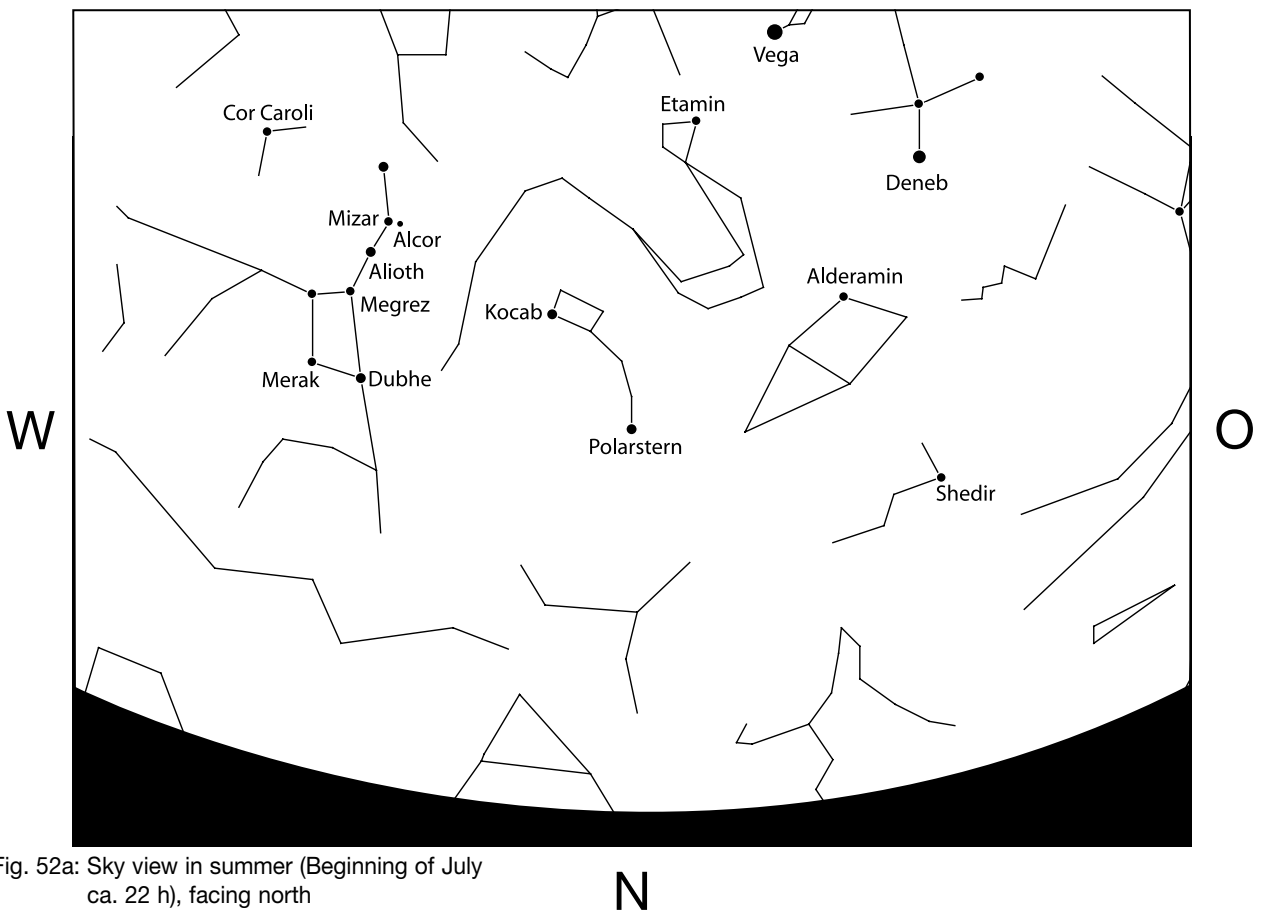 Vega
Etamin
Cor Caroli
Deneb
Mizar
Alcor
Alioth
Alderamin
Megrez
Kocab
Merak
Dubhe
W
O
Polarstern
Shedir
Fig. 52a: Sky view in summer (Beginning of July
ca. 22 h), facing north
N